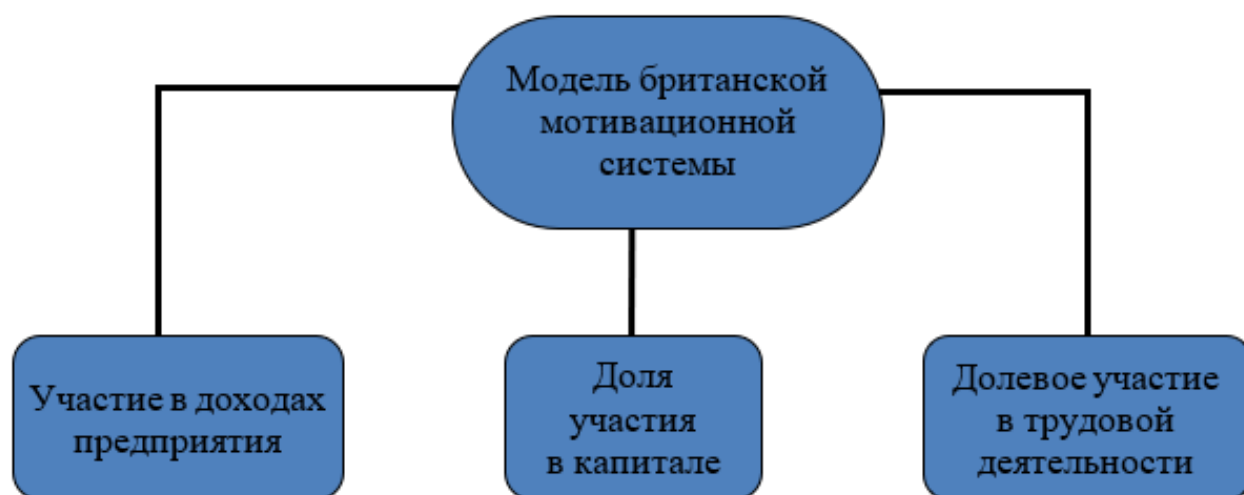 Модель британской
мотивационной
системы
Участие в доходах
предприятия
Доля
участия
в капитале
Долевое участие
в трудовой
деятельности